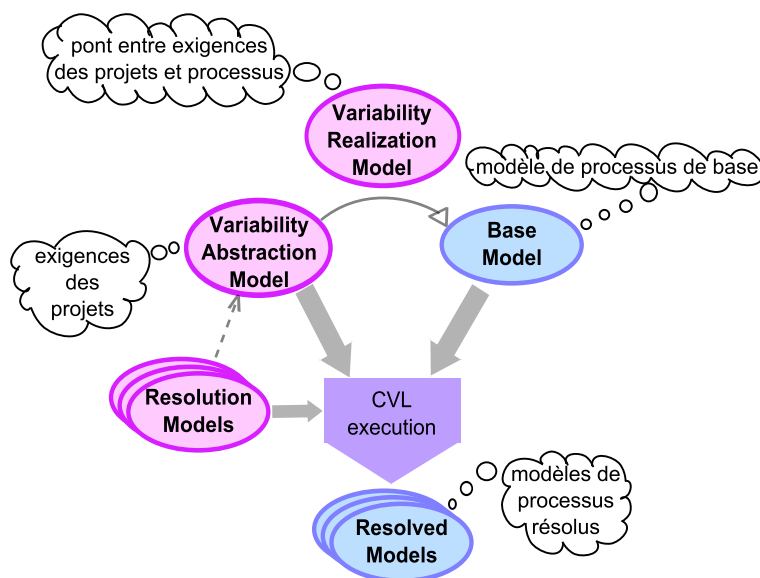 pont entre exigences
des projets et processus
Variability
Realization
Model
modèle de processus de base
Variability
Abstraction
Model
Base
Model
exigences
des
projets
Resolution
Models
CVL
execution
modèles de
processus
résolus
Resolved
Models